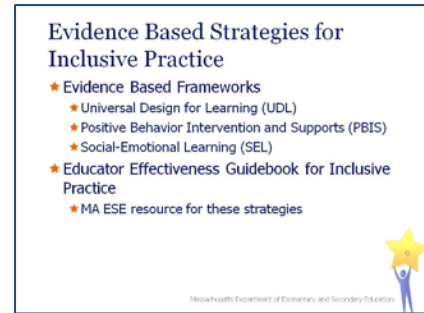 Evidence Based Strategies for
Inclusive Practice
Evidence Based Frameworks
Universal Design for Learning (UDL)
Positive Behavior Intervention and Supports (PBIS)
Social-Emotional Learning (SEL)
Educator Effectiveness Guidebook for Inclusive
Practice
MA ESE resource for these strategies
Massachusetts Department of Elementary and Secondary Education